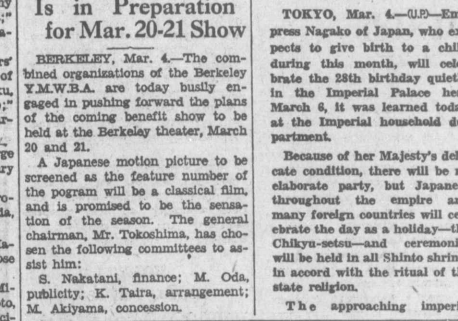 Is in Preparation
for Mar. 20-21 Show
BERKELEY, Mar. 4.—The com-
bined organizations of the Berkeley
Y.M.W.B.A. are today busily en-
gaged in pushing forward the plans
of the coming benefit show to be
held at the Berkeley theater, March
20 and 21.
A Japanese motion picture to be
screened as the feature number of
the pogram will be a classical film,
and is promised to be the sensa-
tion of the season. The general
chairman, Mr. Tokoshima, has cho-
sen the following committees to as-
sist him:
S. Nakatani, finance; M. Oda,
publicity; K. Taira, arrangement;
M. Akiyama, concession.
TOKYO, Mar. 4.—(U.P.)—Em
press Nagako of Japan, who ex
pects to give birth to a chi
during this month, will cele
brate the 28th birthday quiet
in the Imperial Palace her
March 6, it was learned toda
at the Imperial household de
partment.
Because of her Majesty's deli
cate condition, there will be n
elaborate party, but Japane
throughout the empire an
many foreign countries will ce
ebrate the day as a holiday—th
Chikyu-setsu—and ceremoni
will be held in all Shinto shrin
in accord with the ritual of th
state religion.
The approaching imperi